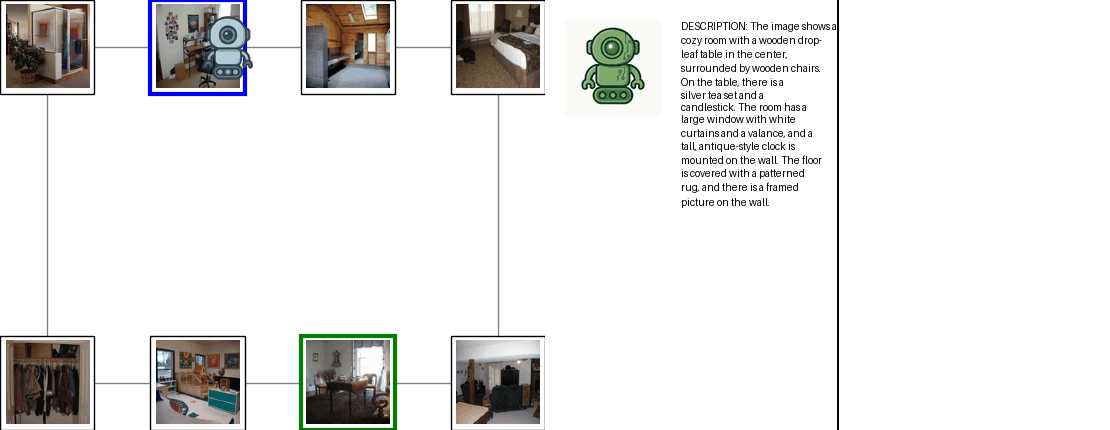 DESCRIPTION: The image shows a
cozy room with a wooden drop-
leaf table in the center,
surrounded by wooden chairs.
On the table, there is a
silver tea set and a
candlestick. The room has a
large window with white
curtains and a valance, and a
tall, antique-style clock is
mounted on the wall. The floor
is covered with a patterned
rug, and there is a framed
picture on the wall.